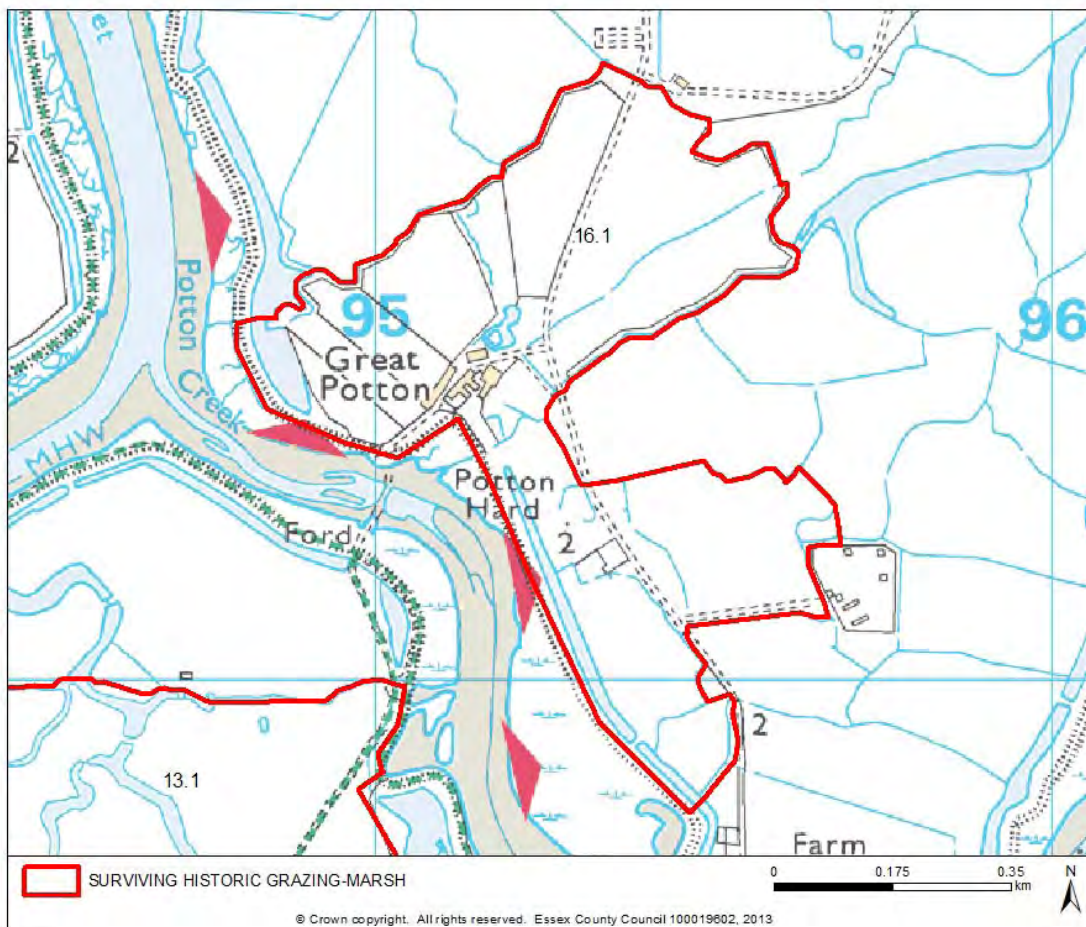 2
16.1
Potton Creek
95
96
Great
Potton
MHW
Potton
Hard
Ford
2
2
13.1
Farm
SURVIVING HISTORIC GRAZING-MARSH
0 0.175 0.35
km
N
© Crown copyright. All rights reserved. Essex County Council 100019602, 2013